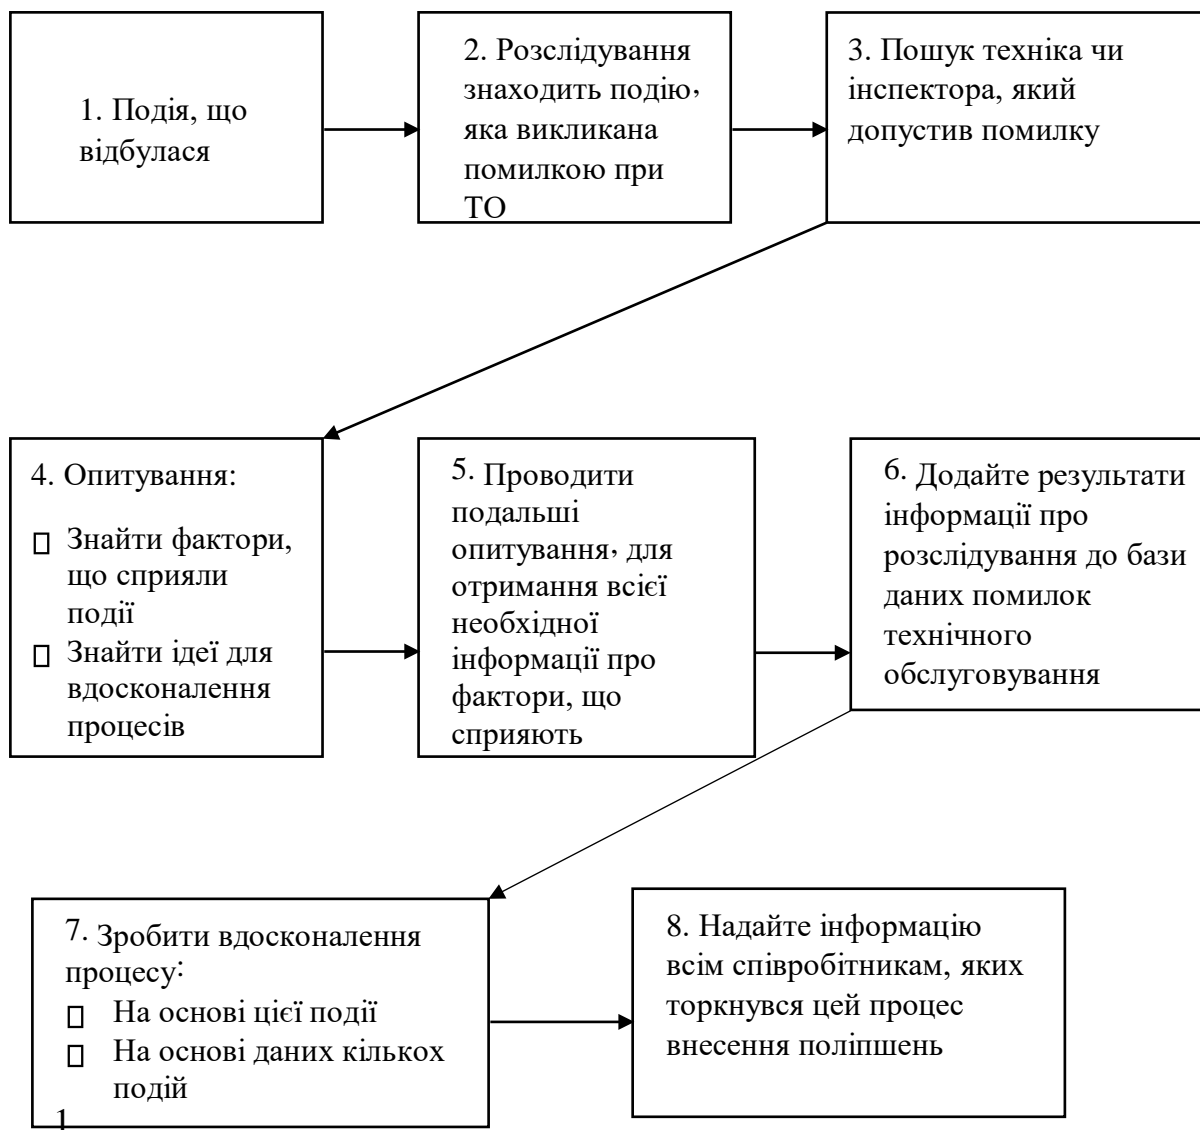 1. Подія, що
відбулася
2. Розслідування
знаходить подію,
яка викликана
помилкою при
ТО
3. Пошук техніка чи
інспектора, який
допустив помилку
4. Опитування:
Знайти фактори,
що сприяли
події
Знайти ідеї для
вдосконалення
процесів
5. Проводити
подальші
опитування, для
отримання всієї
необхідної
інформації про
фактори, що
сприяють
6. Додайте результати
інформації про
розслідування до бази
даних помилок
технічного
обслуговування
7. Зробити вдосконалення
процесу:
На основі цієї події
На основі даних кількох
подій
1
8. Надайте інформацію
всім співробітникам, яких
торкнувся цей процес
внесення поліпшень